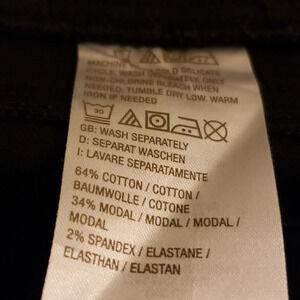 MACHINE
CYCLE. WASH COLD DELICATE
NON-CHLORINE BLEACH WHEN
NEEDED. TUMBLE DRY LOW. WARM
IRON IF NEEDED
30
GB: WASH SEPARATELY
D: SEPARAT WASCHEN
I: LAVARE SEPARATAMENTE
64% COTTON / COTTON /
BAUMWOLLE / COTONE
34% MODAL / MODAL / MODAL /
MODAL
2% SPANDEX / ELASTANE /
ELASTHAN / ELASTAN